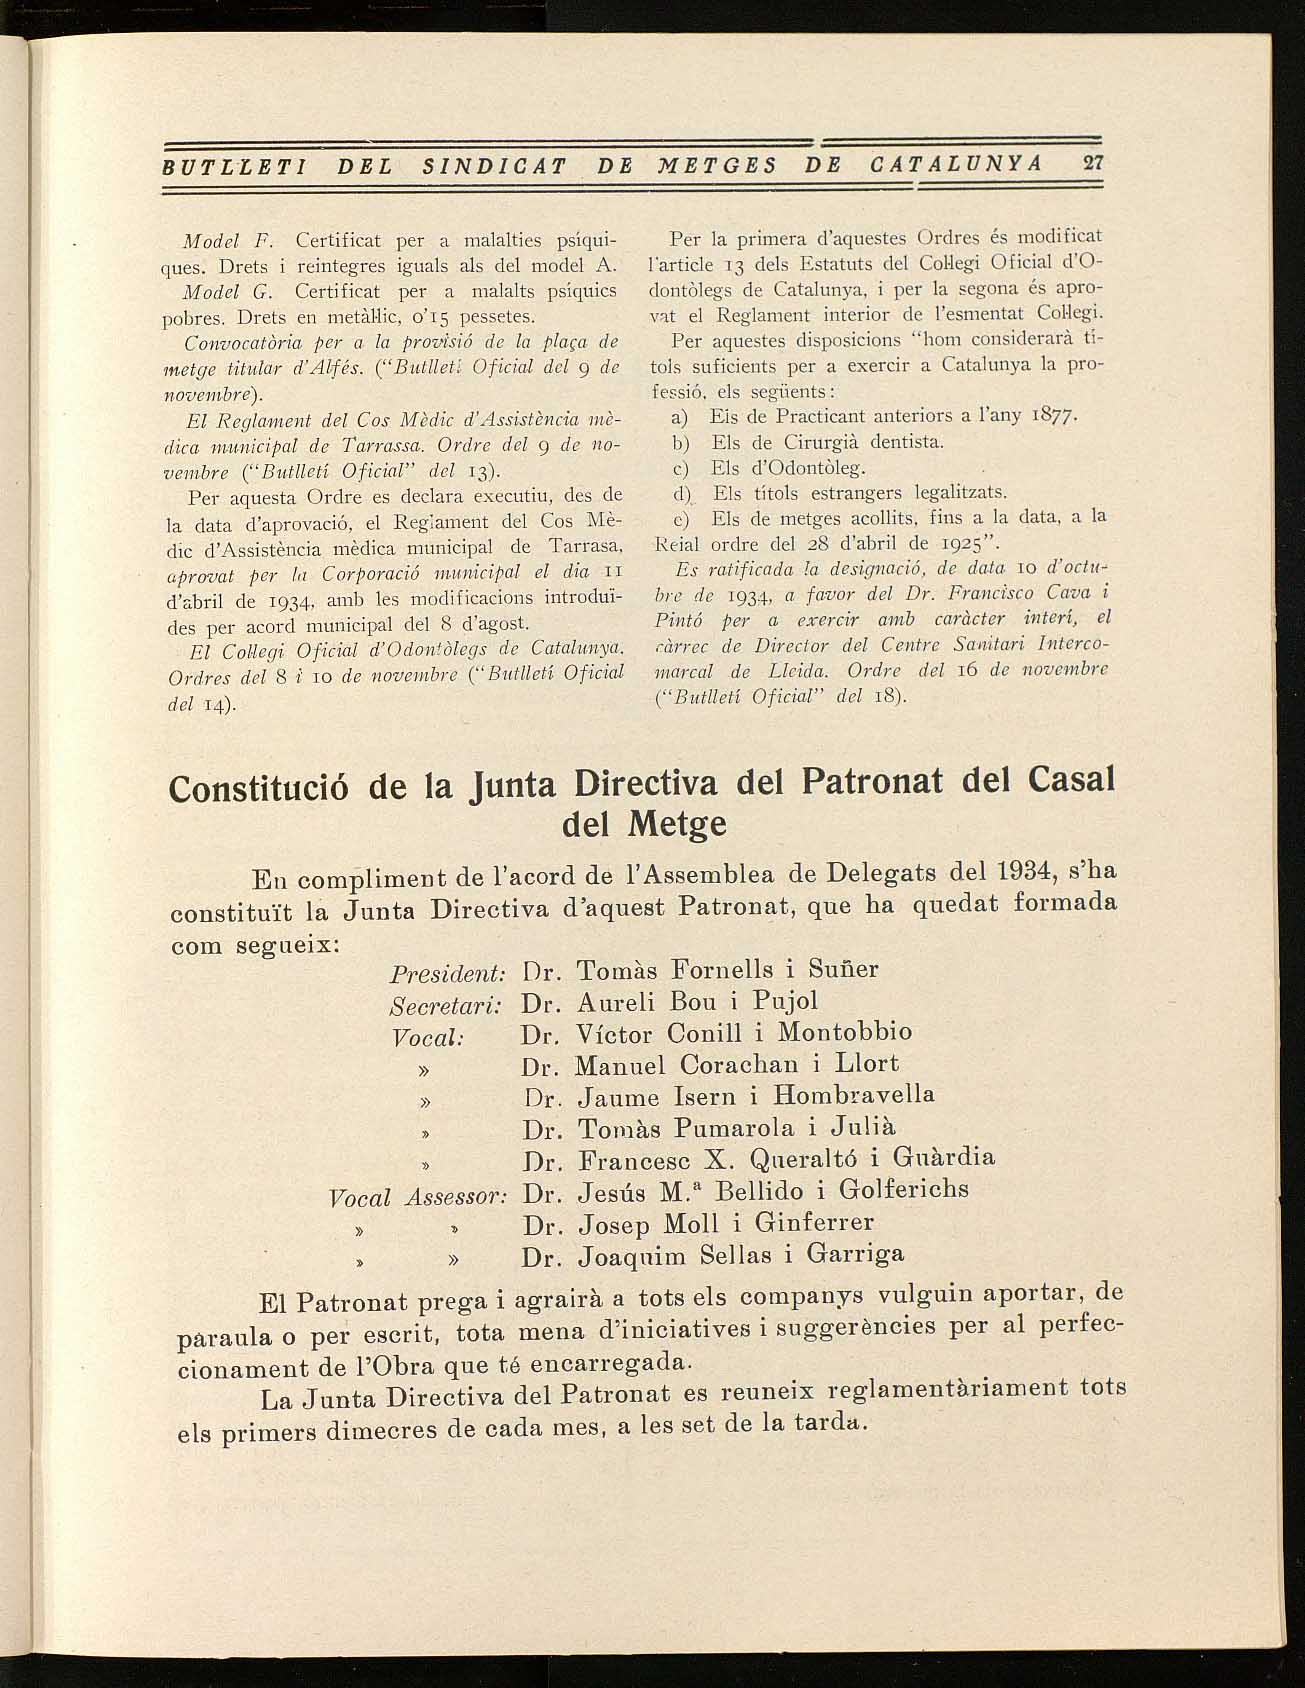 BUTLLETI DEL SINDICAT DE METGES DE CATALUNYA 27
Model F. Certificat per a malalties psíqui-
ques. Drets i reintegres iguals als del model A.
Model G. Certificat per a malalts psíquics
pobres. Drets en metàl·lic, o'15 pessetes.
Convocatòria per a la provisió de la plaça de
metge titular d'Alfés. ("Butlletí Oficial del 9 de
novembre).
El Reglament del Cos Mèdic d'Assistència mè-
dica municipal de Tarrassa. Ordre del 9 de no-
vembre ("Butlletí Oficial" del 13).
Per aquesta Ordre es declara executiu, des de
la data d'aprovació, el Reglament del Cos Mè-
dic d'Assistència mèdica municipal de Tarrasa,
aprovat per la Corporació municipal el dia 11
d'abril de 1934, amb les modificacions introduï-
des per acord municipal del 8 d'agost.
El Col·legi Oficial d'Odontòlegs de Catalunya.
Ordres del 8 i 10 de novembre ("Butlletí Oficial
del 14).
Per la primera d'aquestes Ordres és modificat
l'article 13 dels Estatuts del Col·legi Oficial d'O-
dontòlegs de Catalunya, i per la segona és apro-
vat el Reglament interior de l'esmentat Col·legi.
Per aquestes disposicions "hom considerarà tí-
tols suficients per a exercir a Catalunya la pro-
fessió, els següents:
a) Els de Practicant anteriors a l'any 1877.
b) Els de Cirurgià dentista.
c) Els d'Odontòleg.
d) Els títols estrangers legalitzats.
e) Els de metges acollits, fins a la data, a la
Reial ordre del 28 d'abril de 1925".
Es ratificada la designació, de data 10 d'octu-
bre de 1934, a favor del Dr. Francisco Cava i
Pintó per a exercir amb caràcter interí, el
càrrec de Director del Centre Sanitari Interco-
marcal de Lleida. Ordre del 16 de novembre
("Butlletí Oficial" del 18).
Constitució de la Junta Directiva del Patronat del Casal
del Metge
En compliment de l'acord de l'Assemblea de Delegats del 1934, s'ha
constituït la Junta Directiva d'aquest Patronat, que ha quedat formada
com segueix:
President: Dr. Tomàs Fornells i Suñer
Secretari: Dr. Aureli Bou i Pujol
Vocal: Dr. Víctor Conill i Montobbio
» Dr. Manuel Corachan i Llort
» Dr. Jaume Isern i Hombravella
» Dr. Tomàs Pumarola i Julià
» Dr. Francesc X. Queraltó i Guàrdia
Vocal Assessor: Dr. Jesús M.ª Bellido i Golferichs
» » Dr. Josep Moll i Ginferrer
» » Dr. Joaquim Sellas i Garriga
El Patronat prega i agrairà a tots els companys vulguin aportar, de
paraula o per escrit, tota mena d'iniciatives i suggerències per al perfec-
cionament de l'Obra que té encarregada.
La Junta Directiva del Patronat es reuneix reglamentàriament tots
els primers dimecres de cada mes, a les set de la tarda.